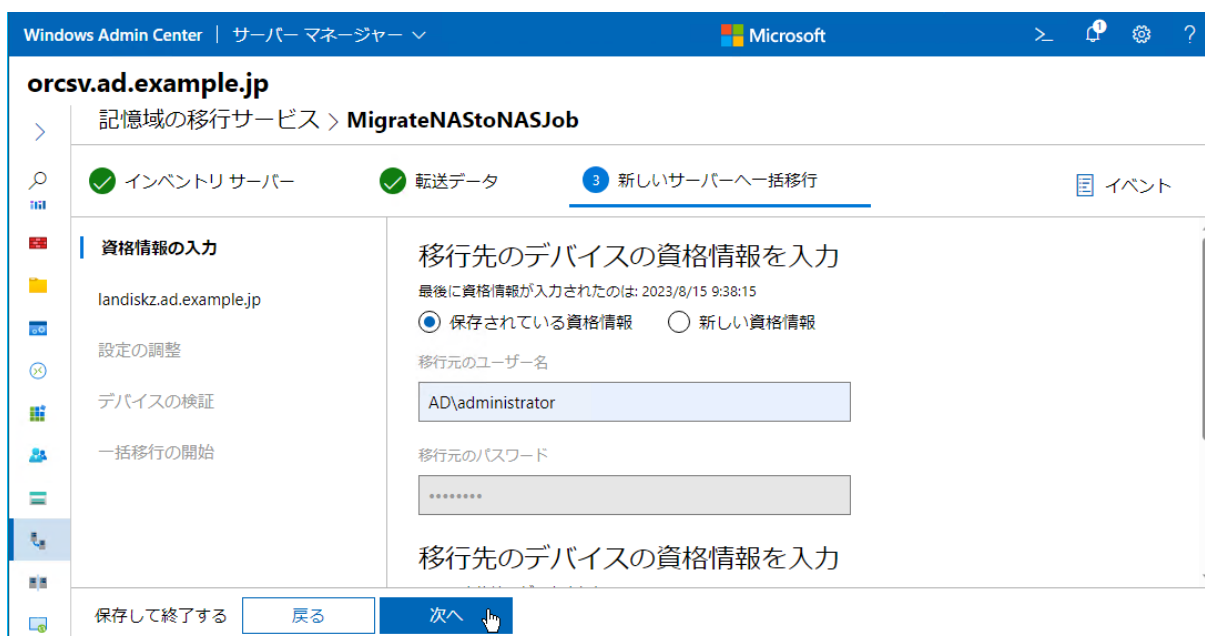 Windows Admin Center | サーバー マネージャー
Microsoft
1
orcsv.ad.example.jp
記憶域の移行サービス > MigrateNAStoNASJob
インベントリ サーバー
転送データ
3 新しいサーバーへ一括移行
イベント
資格情報の入力
landiskz.ad.example.jp
設定の調整
デバイスの検証
一括移行の開始
移行先のデバイスの資格情報を入力
最後に資格情報が入力されたのは: 2023/8/15 9:38:15
保存されている資格情報
新しい資格情報
移行元のユーザー名
AD\administrator
移行元のパスワード
••••••••
移行先のデバイスの資格情報を入力
保存して終了する
戻る
次へ